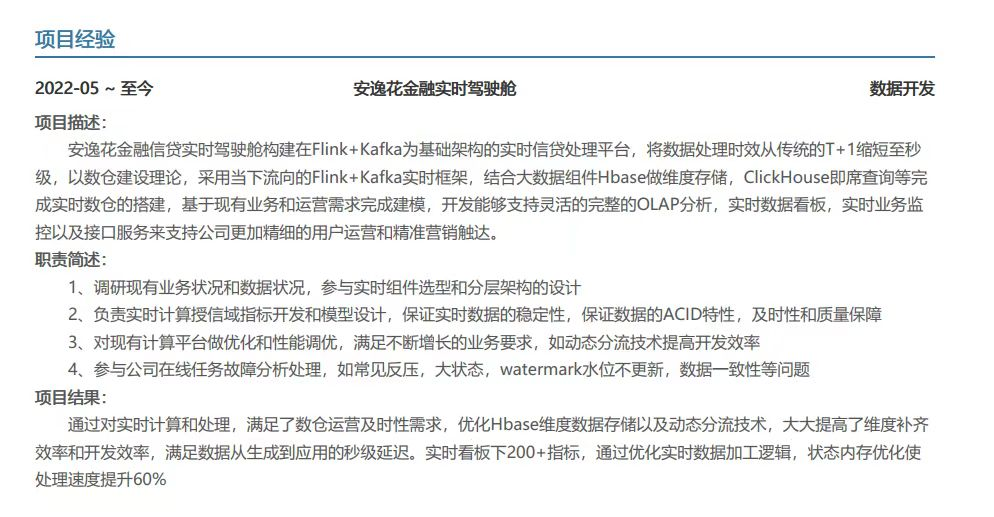 项目经验
2022-05 ~ 至今 安逸花金融实时驾驶舱 数据开发
项目描述：
安逸花金融信贷实时驾驶舱构建在Flink+Kafka为基础架构的实时信贷处理平台，将数据处理时效从传统的T+1缩短至秒
级，以数仓建设理论，采用当下流向的Flink+Kafka实时框架，结合大数据组件Hbase做维度存储，ClickHouse即席查询等完
成实时数仓的搭建，基于现有业务和运营需求完成建模，开发能够支持灵活的完整的OLAP分析，实时数据看板，实时业务监
控以及接口服务来支持公司更加精细的用户运营和精准营销触达。
职责简述：
1、调研现有业务状况和数据状况，参与实时组件选型和分层架构的设计
2、负责实时计算授信域指标开发和模型设计，保证实时数据的稳定性，保证数据的ACID特性，及时性和质量保障
3、对现有计算平台做优化和性能调优，满足不断增长的业务要求，如动态分流技术提高开发效率
4、参与公司在线任务故障分析处理，如常见反压，大状态，watermark水位不更新，数据一致性等问题
项目结果：
通过对实时计算和处理，满足了数仓运营及时性需求，优化Hbase维度数据存储以及动态分流技术，大大提高了维度补齐
效率和开发效率，满足数据从生成到应用的秒级延迟。实时看板下200+指标，通过优化实时数据加工逻辑，状态内存优化使
处理速度提升60%